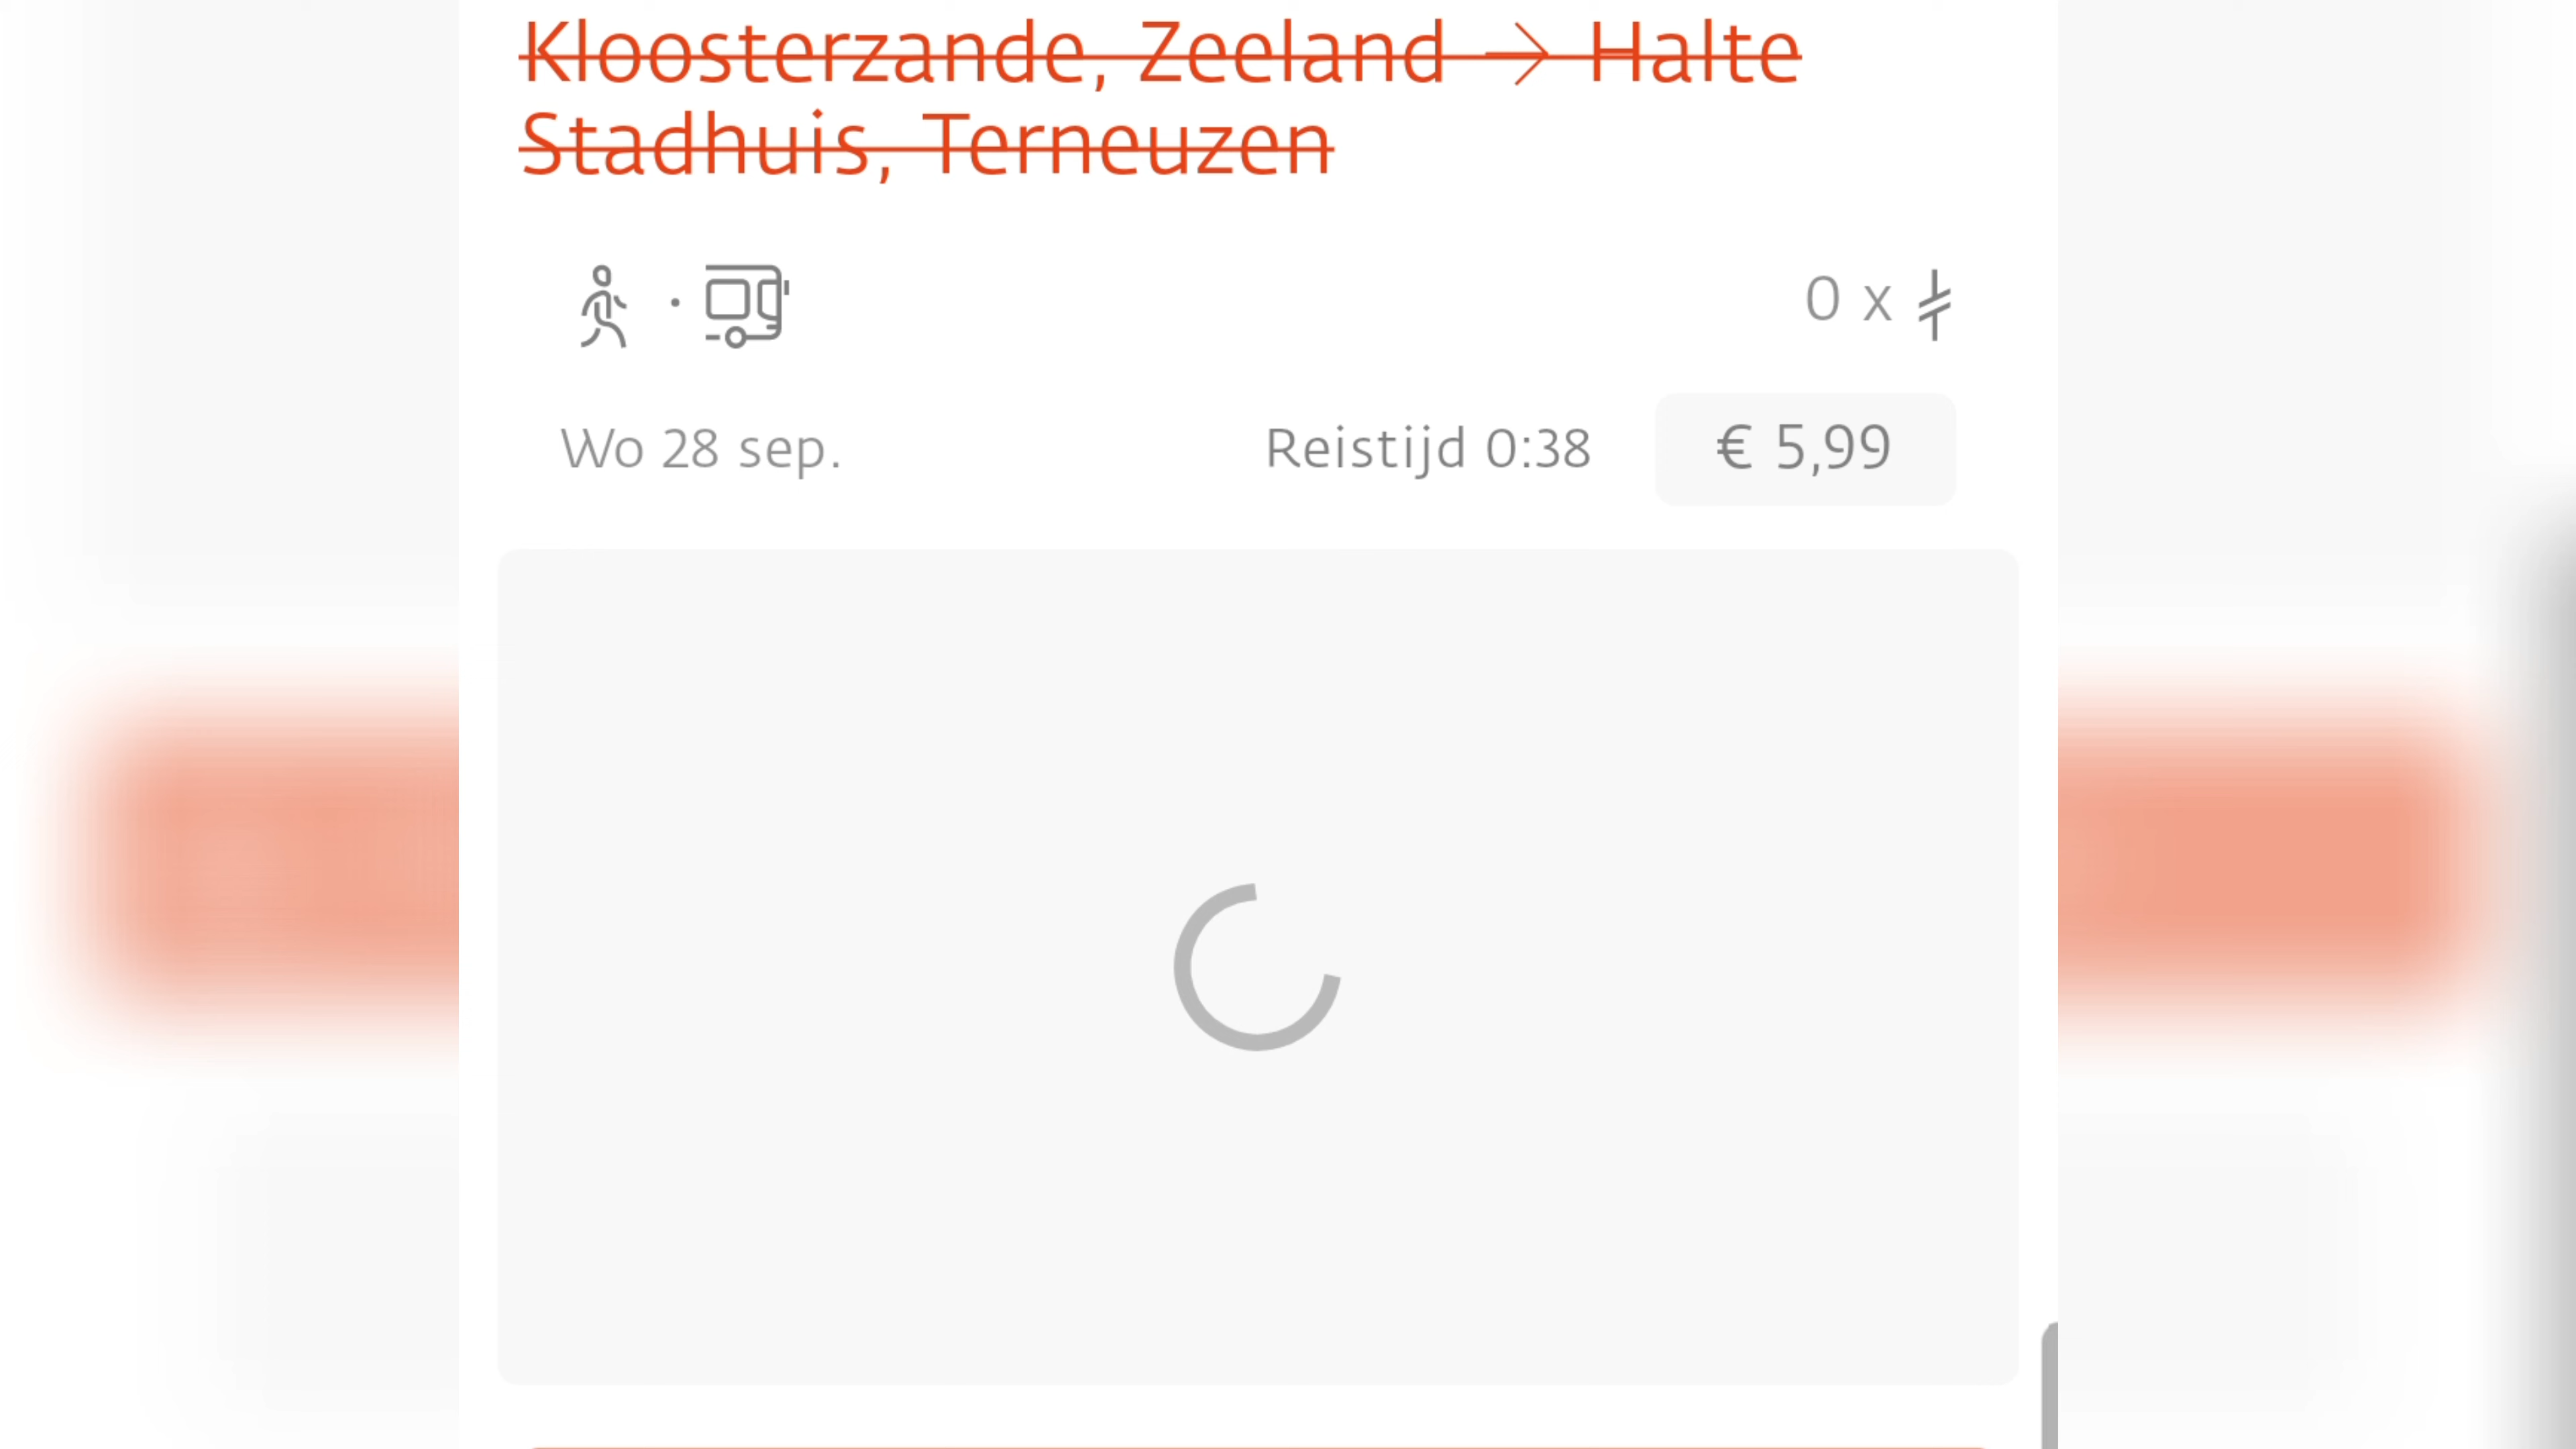 Kloosterzande, Zeeland → Halte
Stadhuis, Terneuzen
0 x
Wo 28 sep.
Reistijd 0:38
€ 5,99